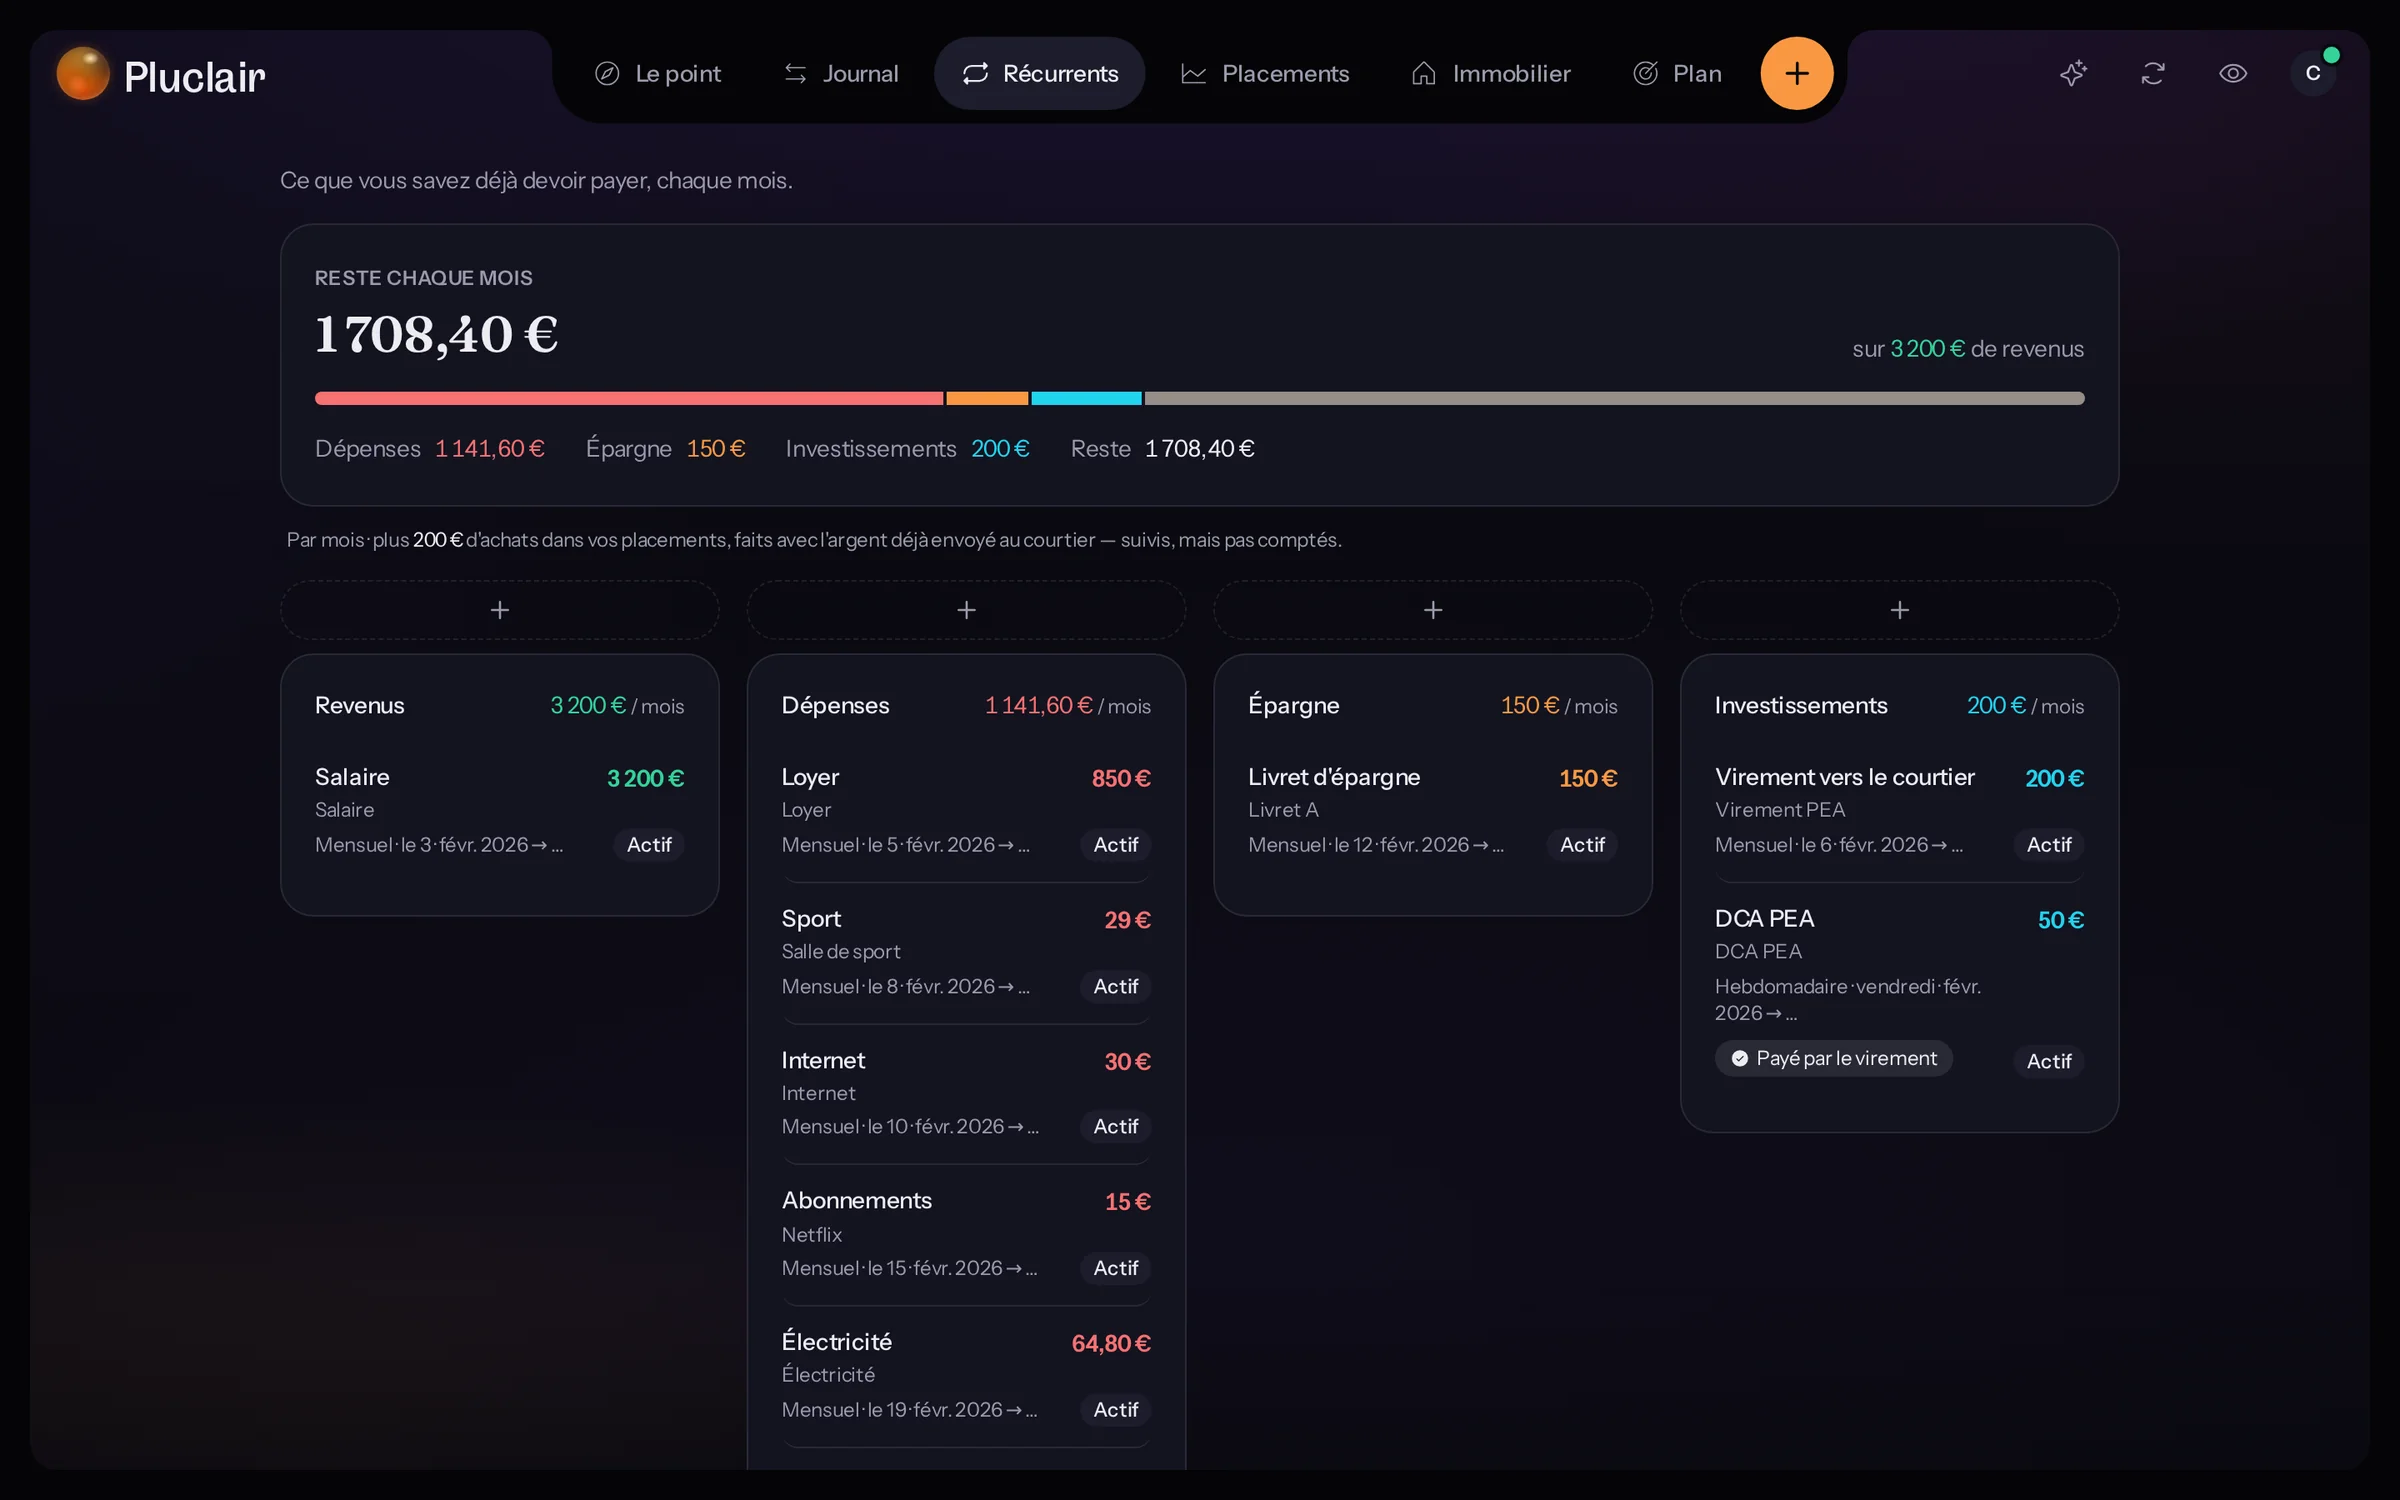 Pluclair
Le point
Journal
Récurrents
Placements
Immobilier
Plan
+
C
Ce que vous savez déjà devoir payer, chaque mois.
RESTE CHAQUE MOIS
1 708,40 €
sur 3 200 € de revenus
Dépenses 1 141,60 € Épargne 150 € Investissements 200 € Reste 1 708,40 €
Par mois · plus 200 € d'achats dans vos placements, faits avec l'argent déjà envoyé au courtier — suivis, mais pas comptés.
+
+
+
+
Revenus 3 200 € / mois
Salaire 3 200 €
Salaire
Mensuel · le 3 · févr. 2026 → ... Actif
Dépenses 1 141,60 € / mois
Loyer 850 €
Loyer
Mensuel · le 5 · févr. 2026 → ... Actif
Sport 29 €
Salle de sport
Mensuel · le 8 · févr. 2026 → ... Actif
Internet 30 €
Internet
Mensuel · le 10 · févr. 2026 → ... Actif
Abonnements 15 €
Netflix
Mensuel · le 15 · févr. 2026 → ... Actif
Électricité 64,80 €
Électricité
Mensuel · le 19 · févr. 2026 → ... Actif
Épargne 150 € / mois
Livret d'épargne 150 €
Livret A
Mensuel · le 12 · févr. 2026 → ... Actif
Investissements 200 € / mois
Virement vers le courtier 200 €
Virement PEA
Mensuel · le 6 · févr. 2026 → ... Actif
DCA PEA 50 €
DCA PEA
Hebdomadaire · vendredi · févr.
2026 → ...
Payé par le virement Actif